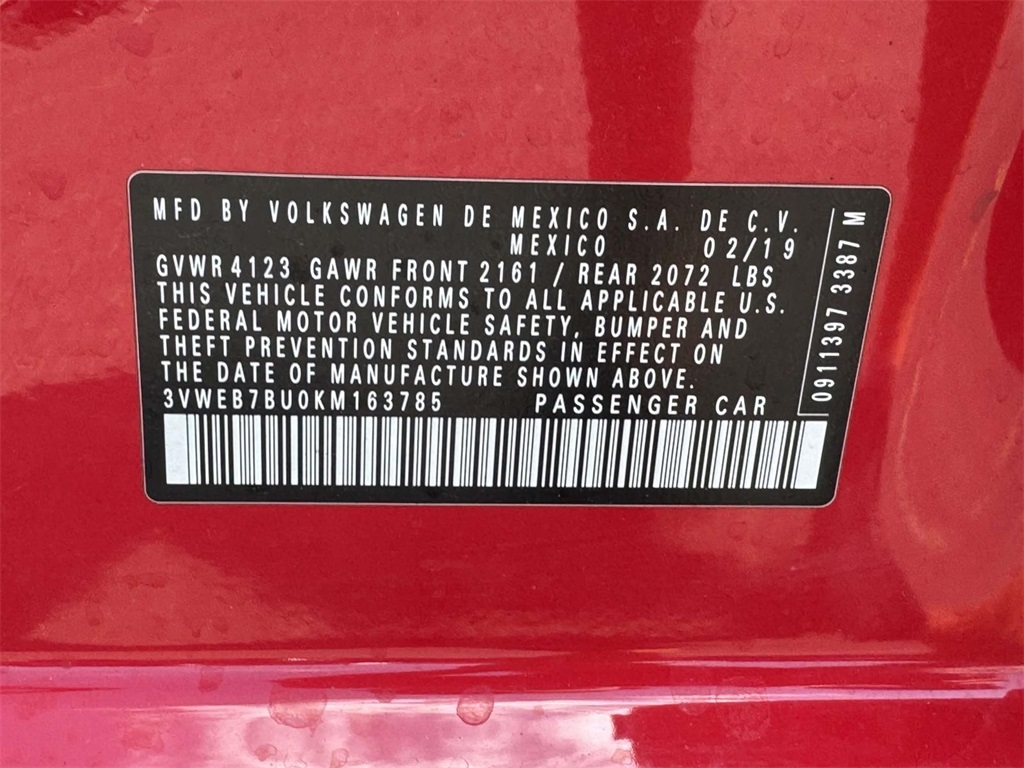 MFD BY VOLKSWAGEN DE MEXICO S.A. DE C.V.
MEXICO 02/19
GVWR 4123 GAWR FRONT 2161 / REAR 2072 LBS
THIS VEHICLE CONFORMS TO ALL APPLICABLE U.S.
FEDERAL MOTOR VEHICLE SAFETY, BUMPER AND
THEFT PREVENTION STANDARDS IN EFFECT ON
THE DATE OF MANUFACTURE SHOWN ABOVE.
3VWEB7BU0KM163785 PASSENGER CAR
0911397 3387 M